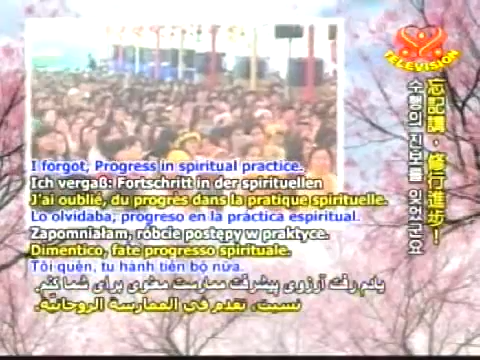 TELEVISION
忘記講，修行進步！
수행의 진보를 잊었군요
I forgot, Progress in spiritual practice.
Ich vergaß: Fortschritt in der spirituellen
J'ai oublié, du progrès dans la pratique spirituelle.
Lo olvidaba, progreso en la práctica espiritual.
Zapomniałam, róbcie postępy w praktyce.
Dimentico, fate progresso spirituale.
Tôi quên, tu hành tiến bộ nữa.
یادم رفت آرزوی پیشرفت ممارست معنوی برای شما کنم.
نسيت، تقدم في الممارسة الروحانيّة.